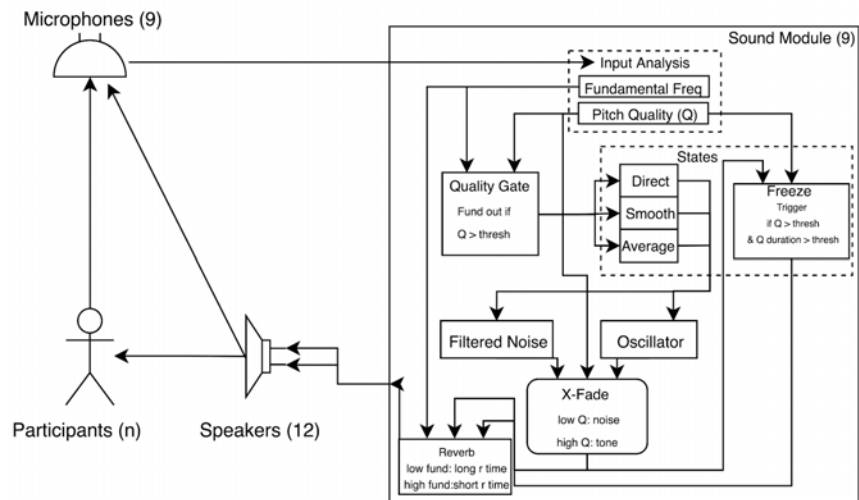 Microphones (9)
Sound Module (9)
Input Analysis
Fundamental Freq
Pitch Quality (Q)
States
Quality Gate
Fund out if
Q > thresh
Direct
Smooth
Average
Freeze
Trigger
if Q > thresh
& Q duration > thresh
Filtered Noise
Oscillator
X-Fade
low Q: noise
high Q: tone
Participants (n)
Speakers (12)
Reverb
low fund: long r time
high fund:short r time